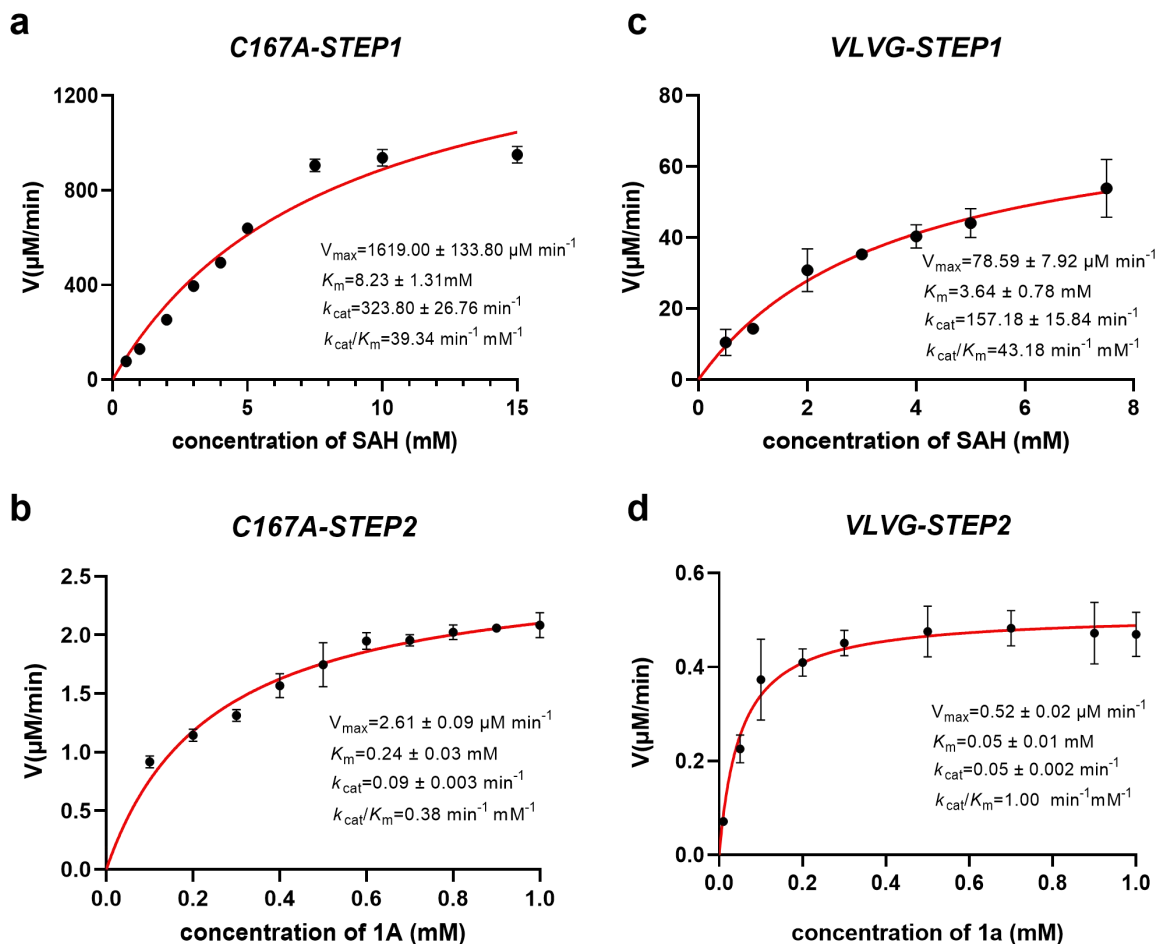 a
C167A-STEP1
V(μM/min)
1200
800
400
0
Vmax=1619.00 ± 133.80 μM min⁻¹
Km=8.23 ± 1.31mM
kcat=323.80 ± 26.76 min⁻¹
kcat/Km=39.34 min⁻¹ mM⁻¹
0 5 10 15
concentration of SAH (mM)
c
VLVG-STEP1
V(μM/min)
80
60
40
20
0
Vmax=78.59 ± 7.92 μM min⁻¹
Km=3.64 ± 0.78 mM
kcat=157.18 ± 15.84 min⁻¹
kcat/Km=43.18 min⁻¹ mM⁻¹
0 2 4 6 8
concentration of SAH (mM)
b
C167A-STEP2
V(μM/min)
2.5
2.0
1.5
1.0
0.5
0.0
Vmax=2.61 ± 0.09 μM min⁻¹
Km=0.24 ± 0.03 mM
kcat=0.09 ± 0.003 min⁻¹
kcat/Km=0.38 min⁻¹ mM⁻¹
0.0 0.2 0.4 0.6 0.8 1.0
concentration of 1A (mM)
d
VLVG-STEP2
V(μM/min)
0.6
0.4
0.2
0.0
Vmax=0.52 ± 0.02 μM min⁻¹
Km=0.05 ± 0.01 mM
kcat=0.05 ± 0.002 min⁻¹
kcat/Km=1.00 min⁻¹mM⁻¹
0.0 0.2 0.4 0.6 0.8 1.0
concentration of 1a (mM)